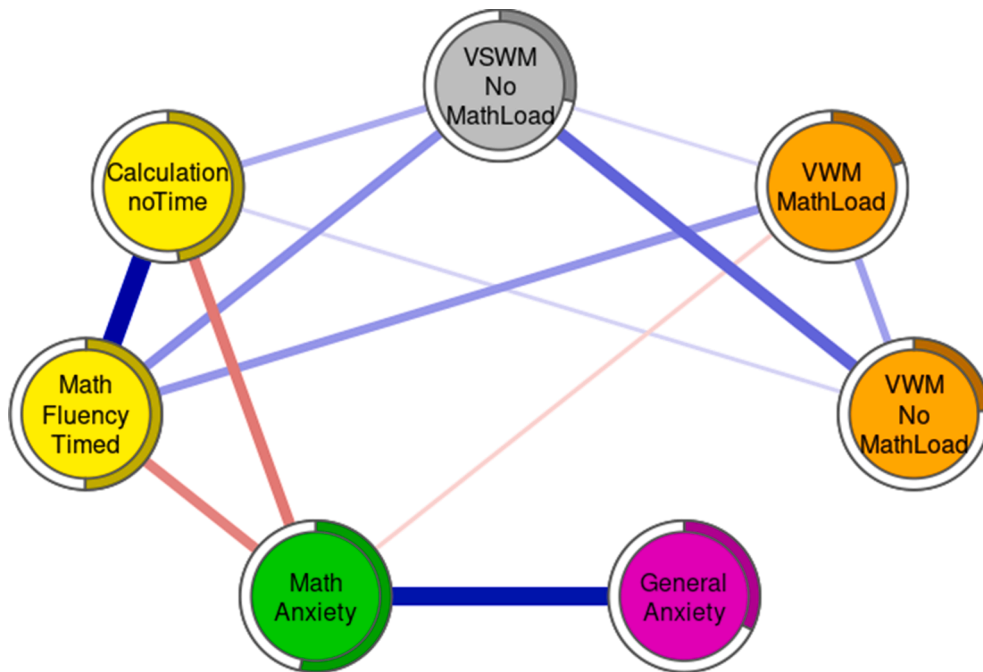 VSWM
No
MathLoad
Calculation
noTime
VWM
MathLoad
Math
Fluency
Timed
VWM
No
MathLoad
Math
Anxiety
General
Anxiety